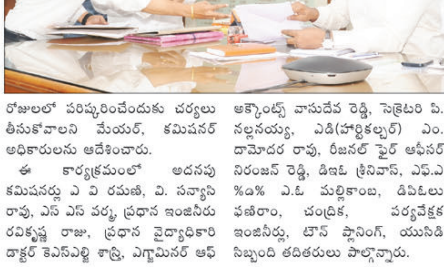 రోజులలో పరిష్కరించేందుకు చర్యలు
తీసుకోవాలని మేయర్, కమిషనర్
అధికారులను ఆదేశించారు.
ఈ కార్యక్రమంలో అదనపు
కమిషనర్లు ఎ వి రమణి, వి. సన్యాసి
రావు, ఎస్ ఎస్ వర్మ, ప్రధాన ఇంజినీరు
రవికృష్ణ రాజు, ప్రధాన వైద్యాధికారి
డాక్టర్ కెఎస్ఎల్జి శాస్త్రి, ఎగ్జామినర్ ఆఫ్
అక్కౌంట్స్ వాసుదేవ రెడ్డి, సెక్రెటరి పి.
నల్లనయ్య, ఎడి(హార్టికల్చర్) ఎం.
దామోదర రావు, రీజనల్ ఫైర్ ఆఫీసర్
నిరంజన్ రెడ్డి, డిఇఓ శ్రీనివాస్, ఎఫ్.ఎ
%డ% ఎ.ఓ మల్లికాంబ, డిపిఓలు
ఫణిరాం, చంద్రిక, పర్యవేక్షక
ఇంజినీర్లు, టౌన్ ప్లానింగ్, యుసిడి
సిబ్బంది తదితరులు పాల్గొన్నారు.